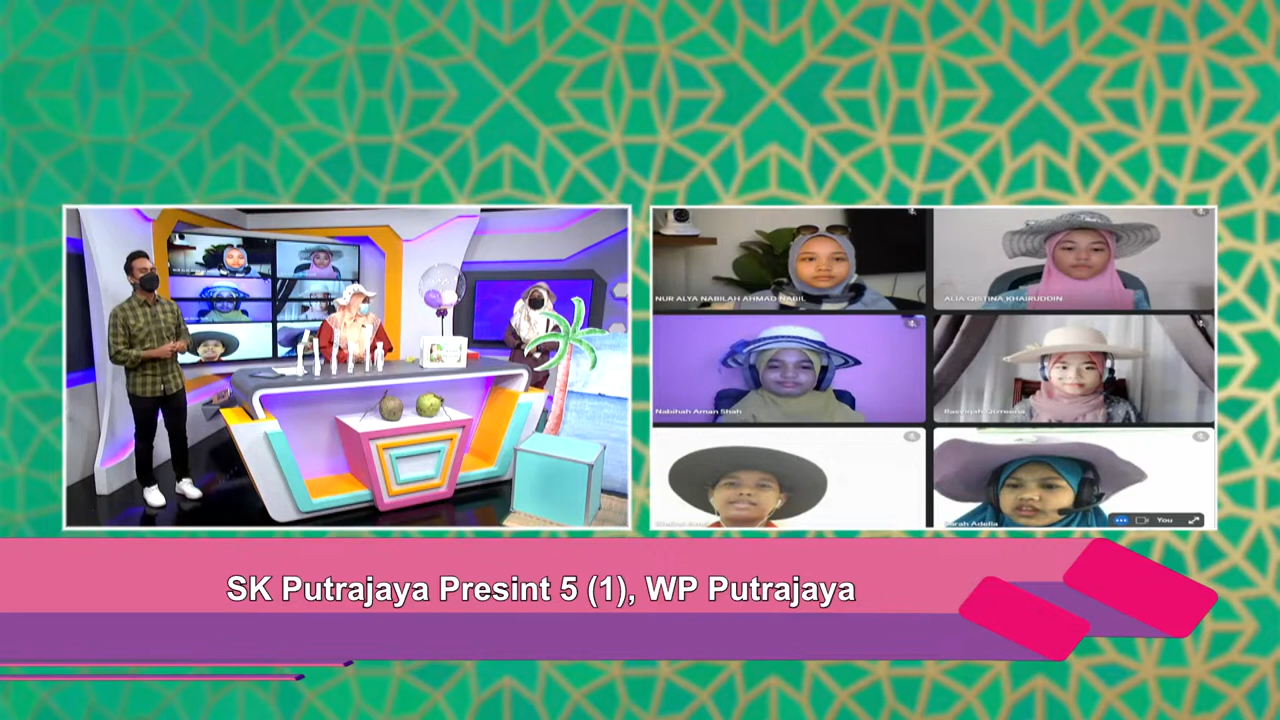 NUR ALYA NABILAH AHMAD NABIL
ALIA QISTINA KHAIRUDDIN
Nabihah Aman Shah
Sarah Adella
You
SK Putrajaya Presint 5 (1), WP Putrajaya